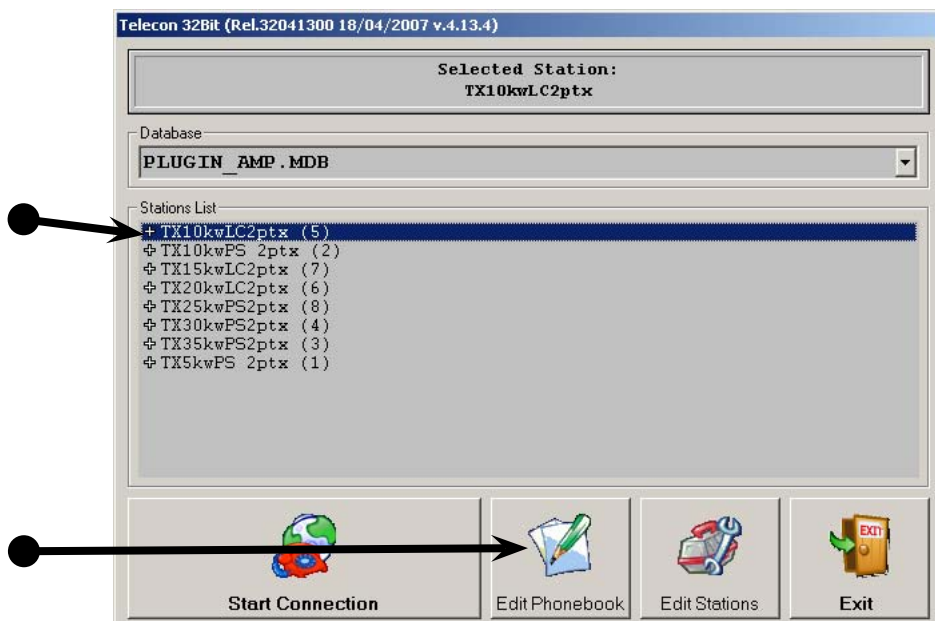 Telecon 32Bit (Rel.32041300 18/04/2007 v.4.13.4)
Selected Station:
TX10kwLC2ptx
Database
PLUGIN_AMP.MDB
Stations List
TX10kwLC2ptx (5)
TX10kwPS 2ptx (2)
TX15kwLC2ptx (7)
TX20kwLC2ptx (6)
TX25kwPS2ptx (8)
TX30kwPS2ptx (4)
TX35kwPS2ptx (3)
TX5kwPS 2ptx (1)
EXIT
Start Connection
Edit Phonebook
Edit Stations
Exit